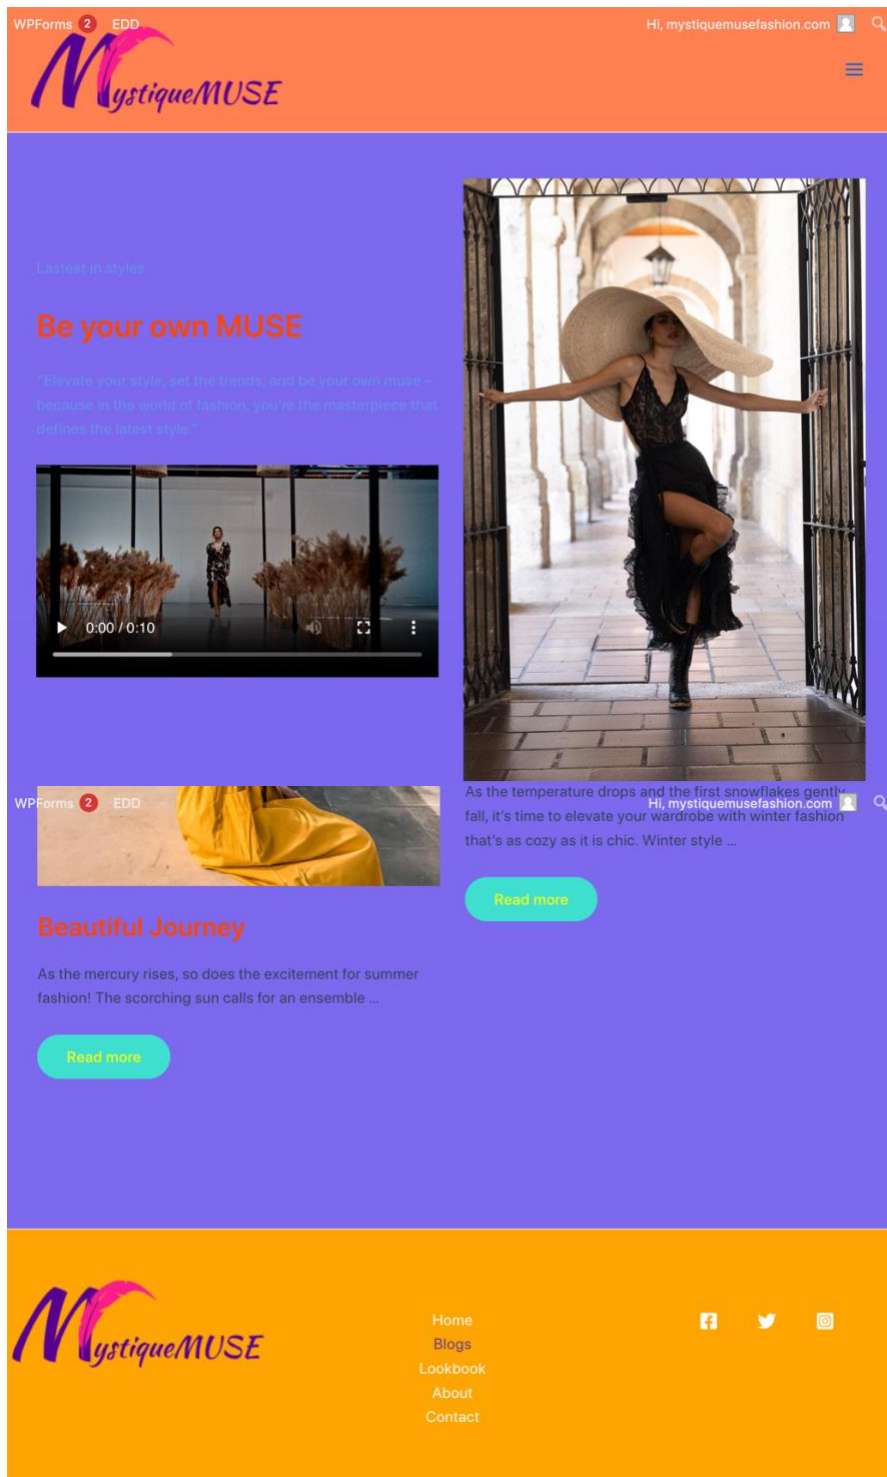 WPForms 2 EDD Hi, mystiquemusefashion.com
MystiqueMUSE
Lastest in styles
Be your own MUSE
“Elevate your style, set the trends, and be your own muse –
because in the world of fashion, you’re the masterpiece that
defines the latest style.”
0:00 / 0:10
WPForms 2 EDD Hi, mystiquemusefashion.com
As the temperature drops and the first snowflakes gently
fall, it’s time to elevate your wardrobe with winter fashion
that’s as cozy as it is chic. Winter style ...
Read more
Beautiful Journey
As the mercury rises, so does the excitement for summer
fashion! The scorching sun calls for an ensemble ...
Read more
MystiqueMUSE
Home
Blogs
Lookbook
About
Contact